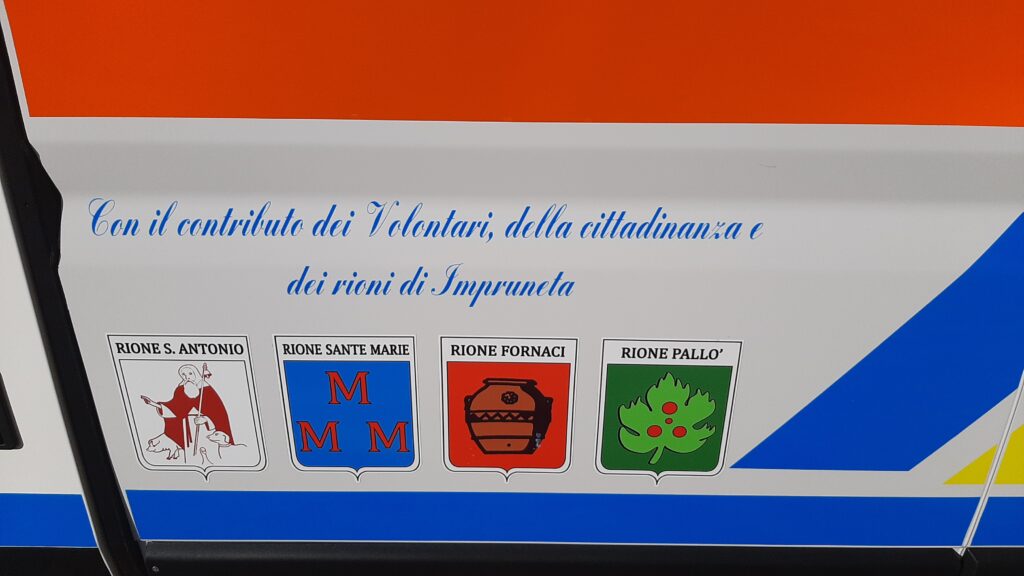 Con il contributo dei Volontari, della cittadinanza e
dei rioni di Impruneta
RIONE S. ANTONIO
RIONE SANTE MARIE
RIONE FORNACI
RIONE PALLO'
M
M M